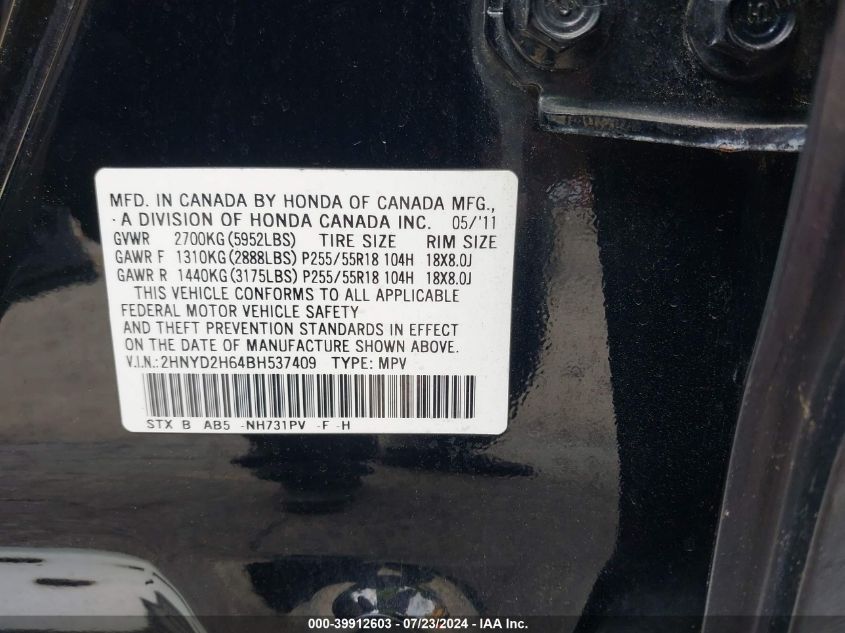 MFD. IN CANADA BY HONDA OF CANADA MFG.,
A DIVISION OF HONDA CANADA INC. 05/'11
GVWR 2700KG (5952LBS) TIRE SIZE RIM SIZE
GAWR F 1310KG (2888LBS) P255/55R18 104H 18X8.0J
GAWR R 1440KG (3175LBS) P255/55R18 104H 18X8.0J
THIS VEHICLE CONFORMS TO ALL APPLICABLE
FEDERAL MOTOR VEHICLE SAFETY
AND THEFT PREVENTION STANDARDS IN EFFECT
ON THE DATE OF MANUFACTURE SHOWN ABOVE.
V.I.N.: 2HNYD2H64BH537409 TYPE: MPV
STX B AB5 -NH731PV -F -H
000-39912603 - 07/23/2024 - IAA Inc.